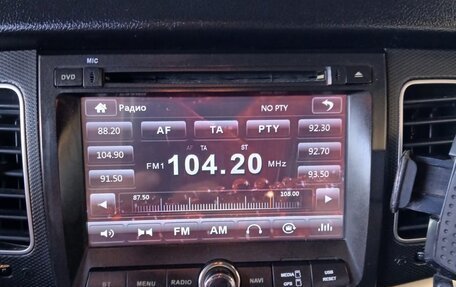 MIC
DVD
Радио NO PTY
88.20 AF TA PTY 92.30
AF TA ST
104.90 FM1 104.20 MHz 92.70
91.50 93.50
87.50 108.00
FM AM
BT MENU RADIO NAVI MEDIA USB
GPS RESET